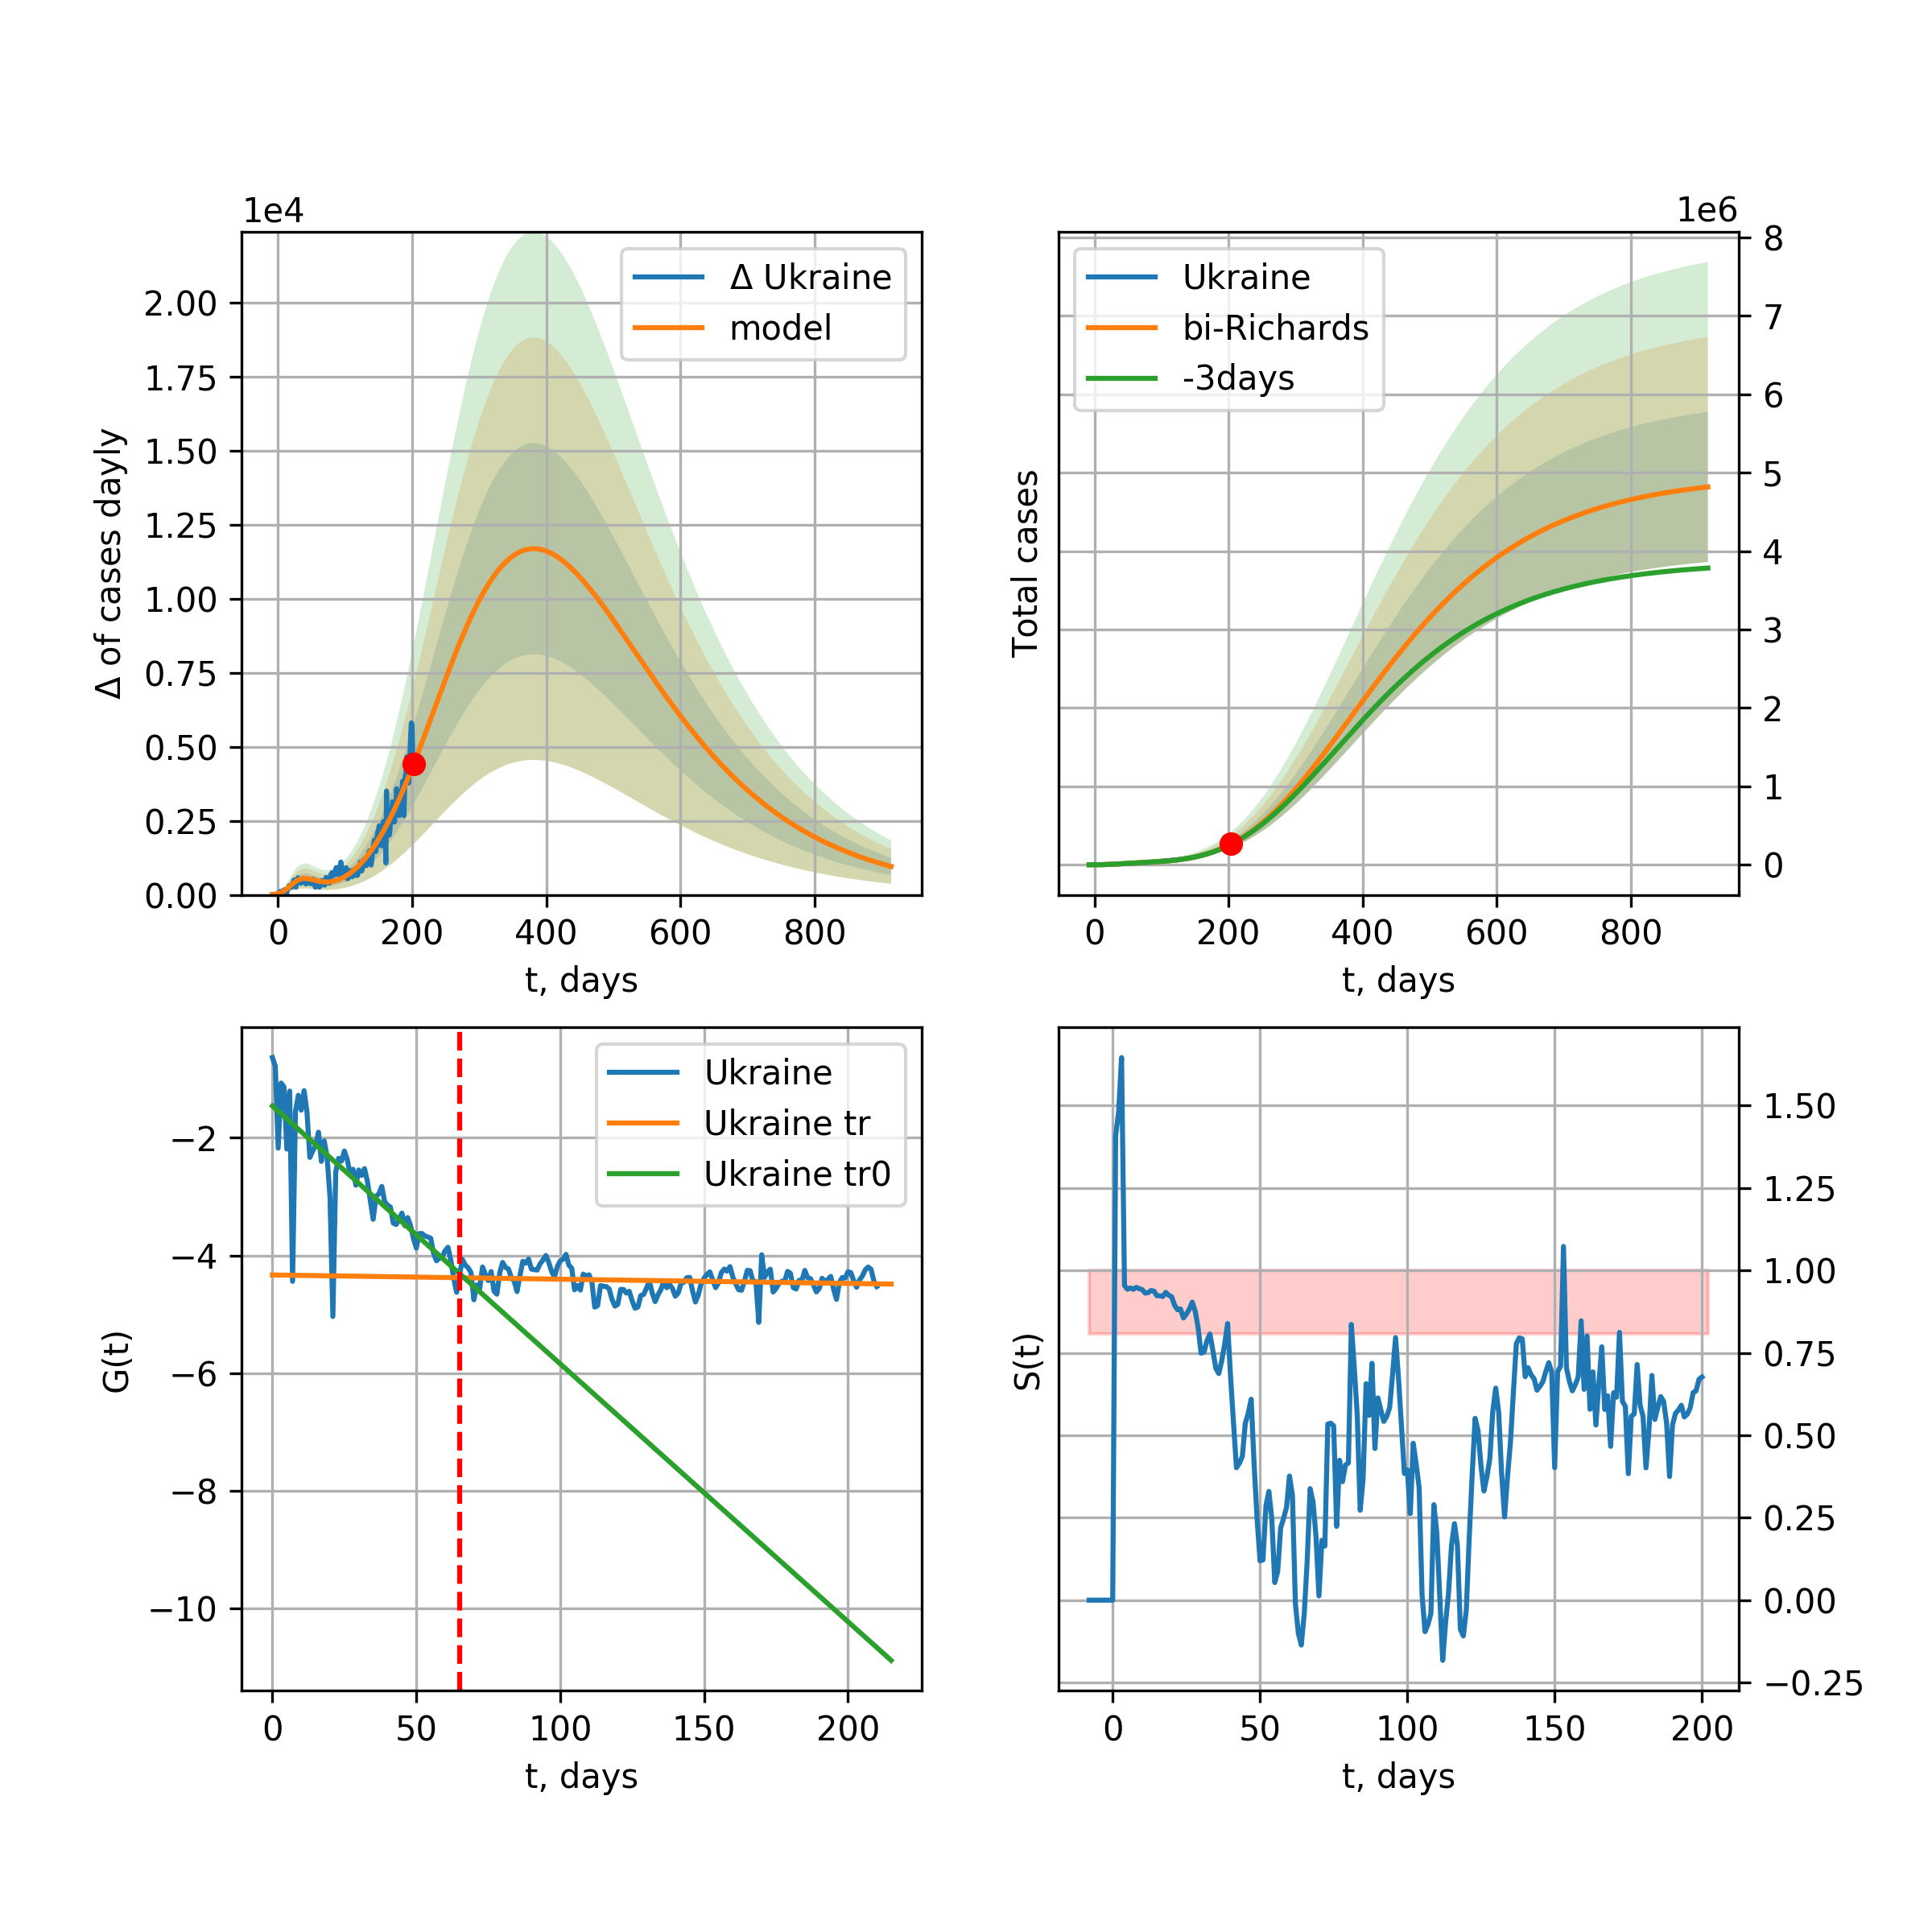 1e4
Δ of cases dayly
2.00
1.75
1.50
1.25
1.00
0.75
0.50
0.25
0.00
Δ Ukraine
model
0 200 400 600 800
t, days
1e6
Total cases
Ukraine
bi-Richards
-3days
8
7
6
5
4
3
2
1
0
0 200 400 600 800
t, days
G(t)
−2
−4
−6
−8
−10
Ukraine
Ukraine tr
Ukraine tr0
0 50 100 150 200
t, days
S(t)
1.50
1.25
1.00
0.75
0.50
0.25
0.00
−0.25
0 50 100 150 200
t, days